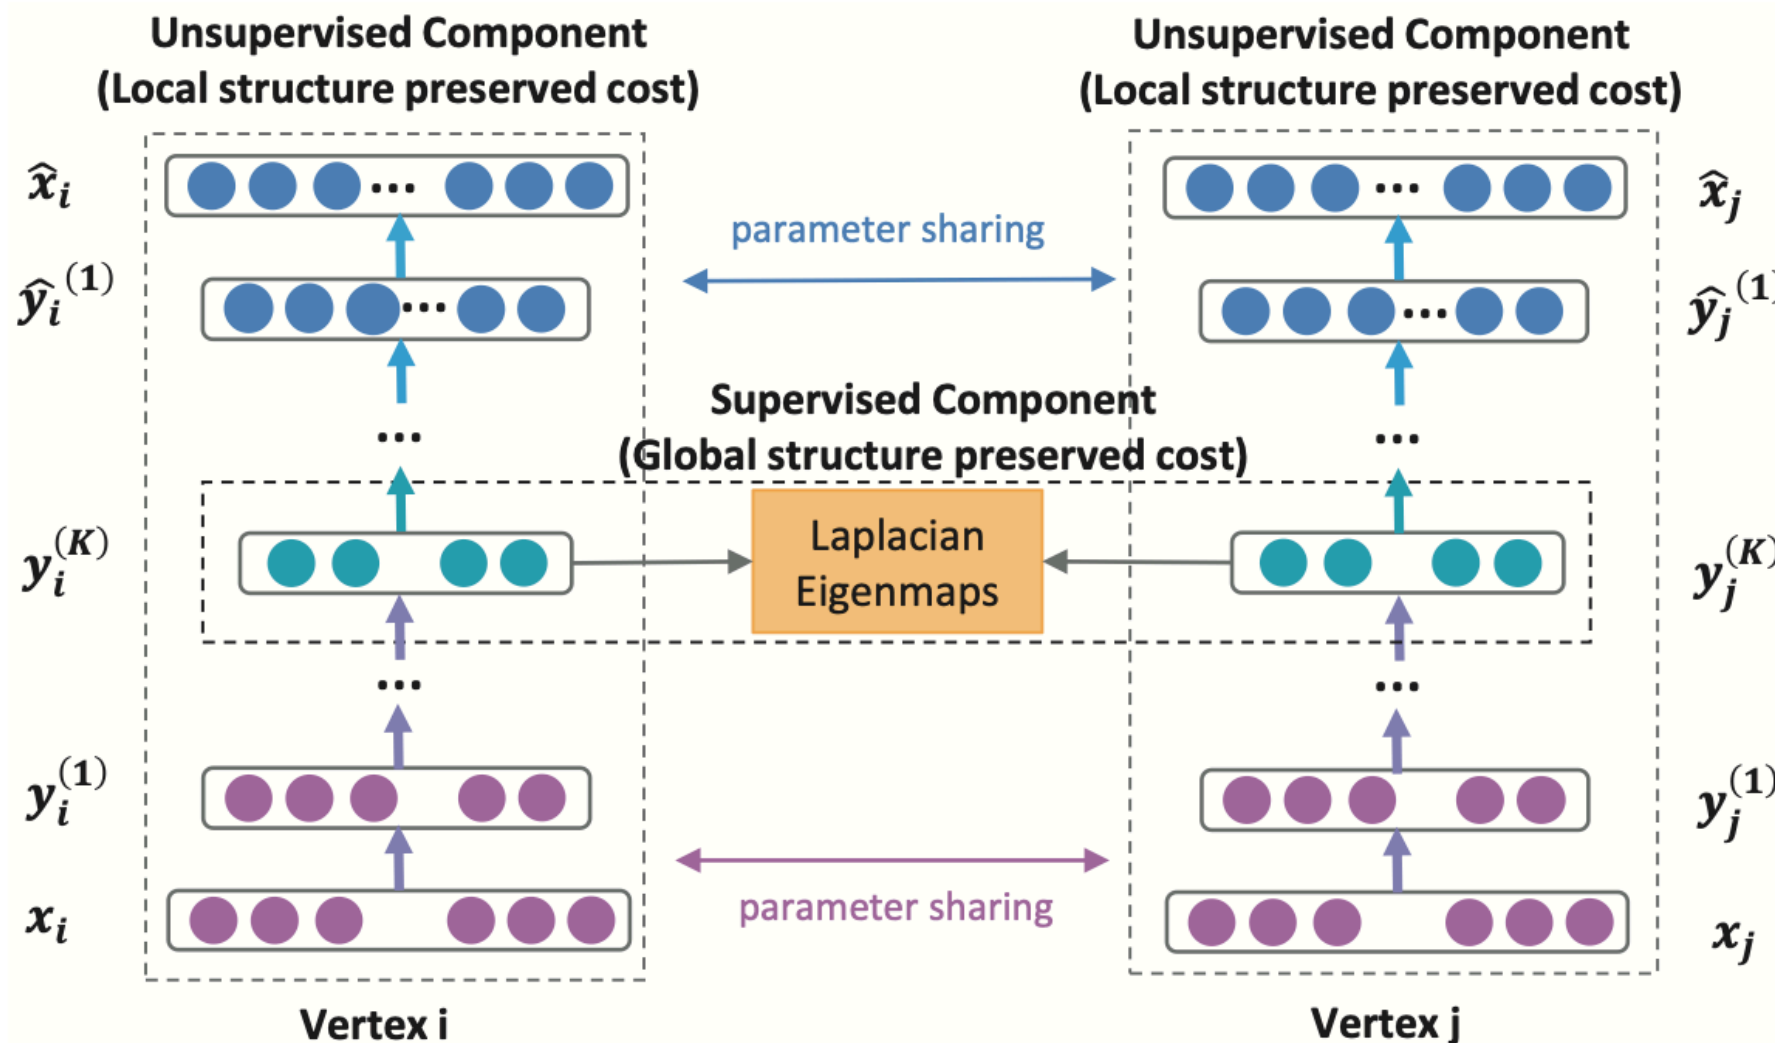 Unsupervised Component
(Local structure preserved cost)
Unsupervised Component
(Local structure preserved cost)
x̂ᵢ
x̂ⱼ
parameter sharing
ŷᵢ⁽¹⁾
...
ŷⱼ⁽¹⁾
...
Supervised Component
(Global structure preserved cost)
...
...
yᵢ⁽ᴷ⁾
Laplacian
Eigenmaps
yⱼ⁽ᴷ⁾
...
...
yᵢ⁽¹⁾
yⱼ⁽¹⁾
parameter sharing
xᵢ
xⱼ
Vertex i
Vertex j